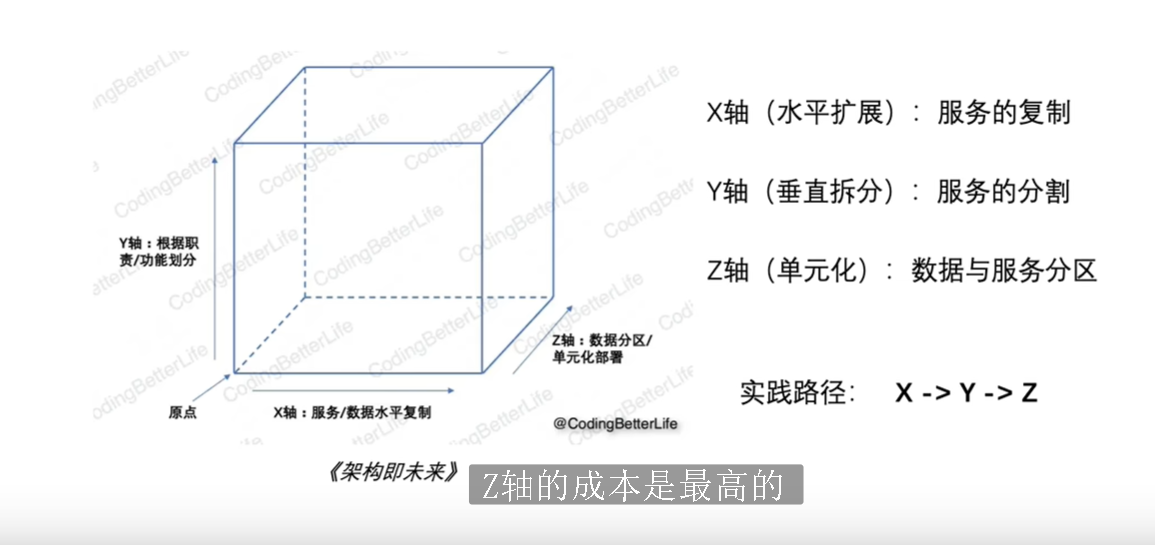 X轴（水平扩展）：服务的复制
Y轴（垂直拆分）：服务的分割
Z轴（单元化）：数据与服务分区
实践路径： X -> Y -> Z
Y轴：根据职
责/功能划分
Z轴：数据分区/
单元化部署
原点
X轴：服务/数据水平复制
@CodingBetterLife
《架构即未来》
Z轴的成本是最高的
CodingBetterLife